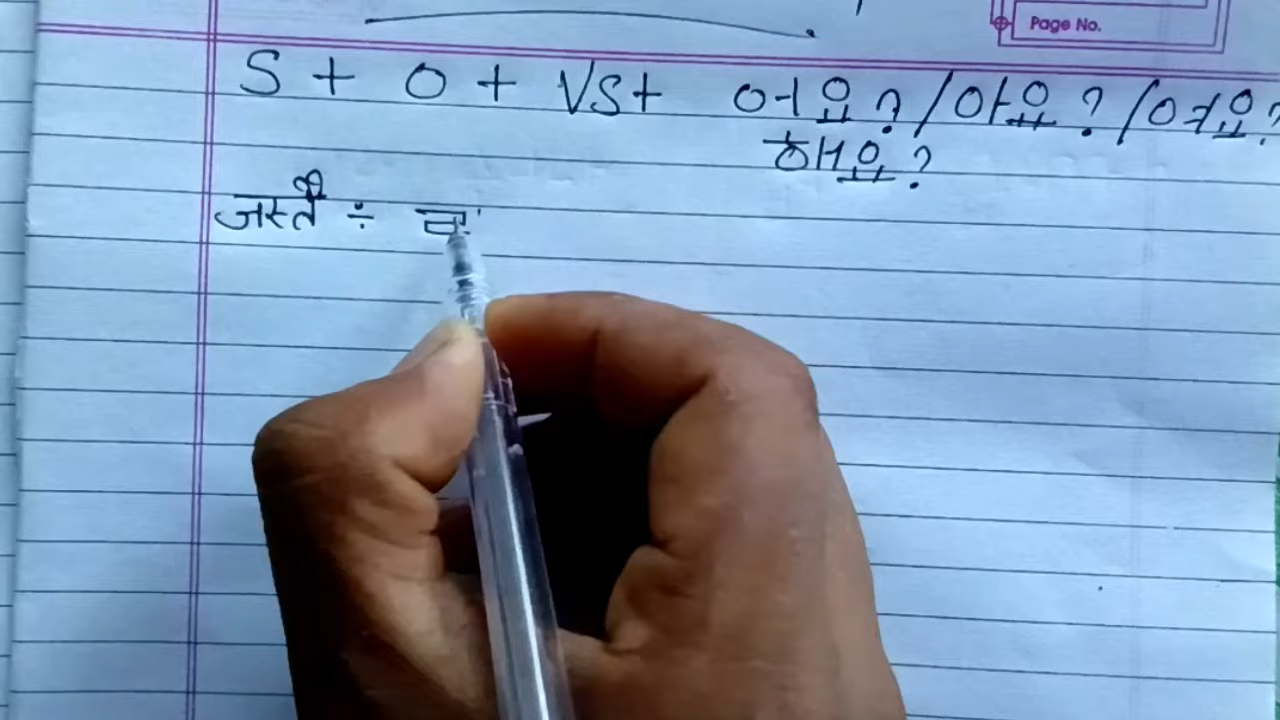 Page No.
S + O + VS + 어요? / 아요? / 여요?
해요?
जस्तै ÷